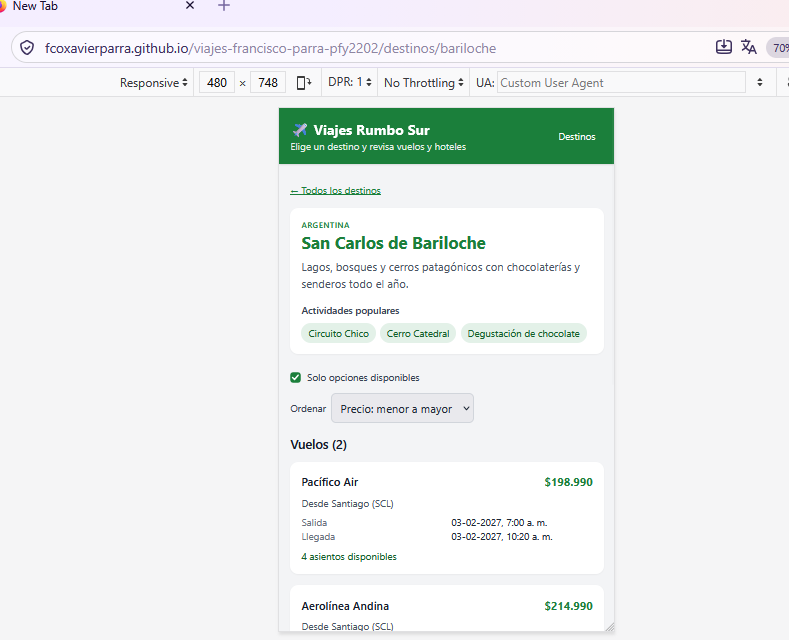 New Tab
fcoxavierparra.github.io/viajes-francisco-parra-pfy2202/destinos/bariloche
70%
Responsive 480 × 748 DPR: 1 No Throttling UA: Custom User Agent
Viajes Rumbo Sur
Elige un destino y revisa vuelos y hoteles
Destinos
← Todos los destinos
ARGENTINA
San Carlos de Bariloche
Lagos, bosques y cerros patagónicos con chocolaterías y
senderos todo el año.
Actividades populares
Circuito Chico Cerro Catedral Degustación de chocolate
Solo opciones disponibles
Ordenar Precio: menor a mayor
Vuelos (2)
Pacífico Air $198.990
Desde Santiago (SCL)
Salida 03-02-2027, 7:00 a. m.
Llegada 03-02-2027, 10:20 a. m.
4 asientos disponibles
Aerolínea Andina $214.990
Desde Santiago (SCL)